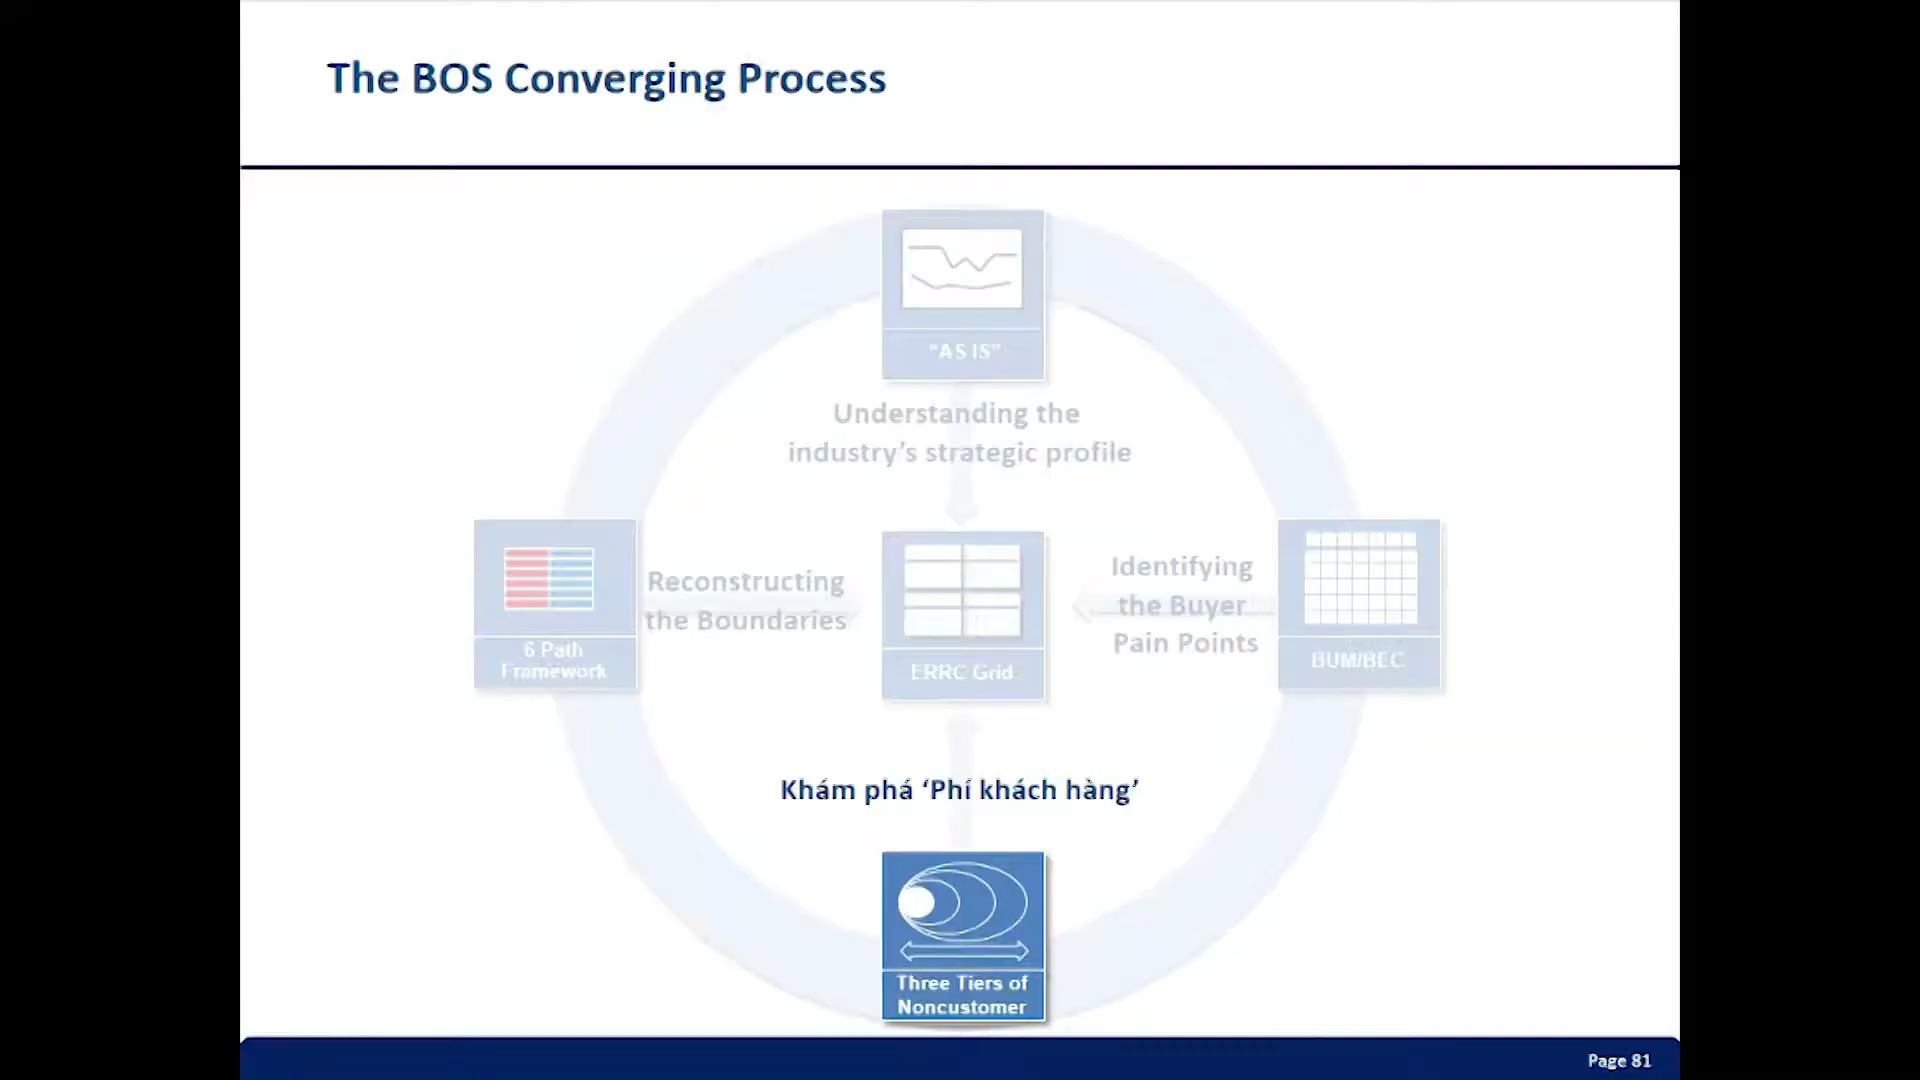 The BOS Converging Process
“AS IS”
Understanding the
industry’s strategic profile
6 Path
Framework
Reconstructing
the Boundaries
ERRC Grid
Identifying
the Buyer
Pain Points
BUM/BEC
Khám phá ‘Phí khách hàng’
Three Tiers of
Noncustomer
Page 81